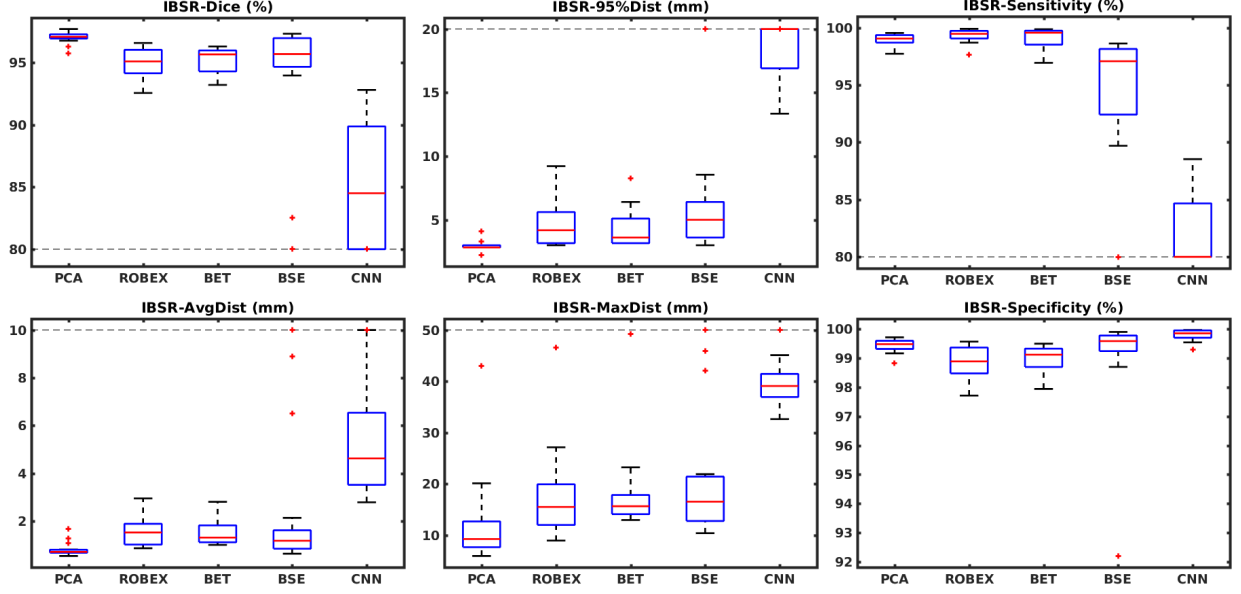 IBSR-Dice (%)
95
90
85
80
PCA ROBEX BET BSE CNN
IBSR-95%Dist (mm)
20
15
10
5
PCA ROBEX BET BSE CNN
IBSR-Sensitivity (%)
100
95
90
85
80
PCA ROBEX BET BSE CNN
IBSR-AvgDist (mm)
10
8
6
4
2
PCA ROBEX BET BSE CNN
IBSR-MaxDist (mm)
50
40
30
20
10
PCA ROBEX BET BSE CNN
IBSR-Specificity (%)
100
99
98
97
96
95
94
93
92
PCA ROBEX BET BSE CNN